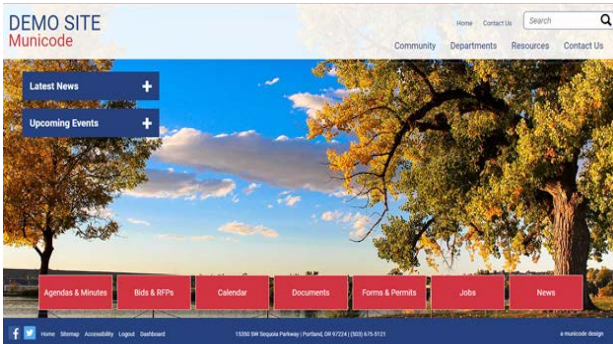 DEMO SITE
Municode
Home Contact Us Search
Community Departments Resources Contact Us
Latest News +
Upcoming Events +
Agendas & Minutes Bids & RFPs Calendar Documents Forms & Permits Jobs News
Home Sitemap Accessibility Logout Dashboard 15350 SW Sequoia Parkway | Portland, OR 97224 | (503) 675-5121 a municode design